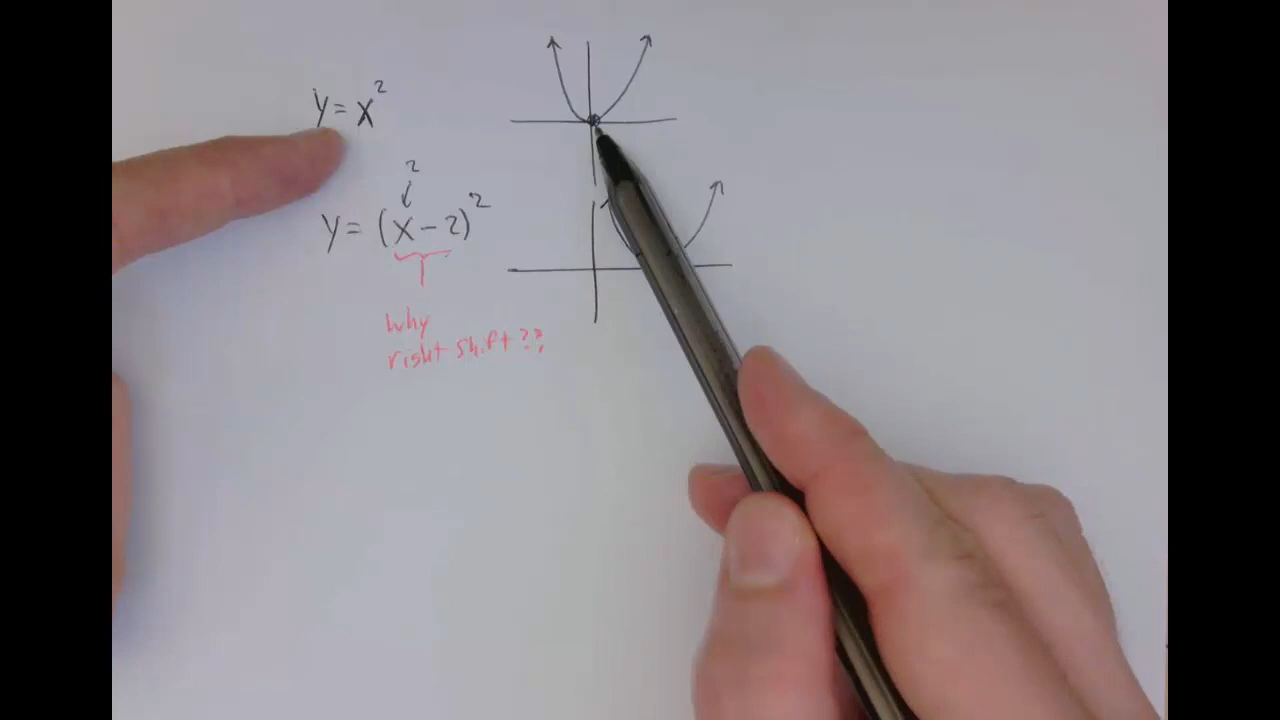 y = x²
2
y = (x - 2)²
why
right shift ??